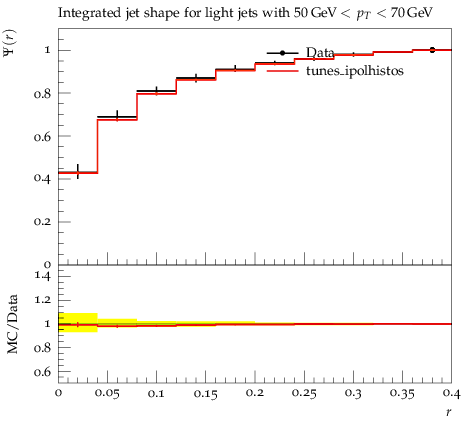 Integrated jet shape for light jets with 50 GeV < p_T < 70 GeV
Ψ(r)
1
0.8
0.6
0.4
0.2
0
Data
tunes_ipolhistos
MC/Data
1.4
1.2
1
0.8
0.6
0 0.05 0.1 0.15 0.2 0.25 0.3 0.35 0.4
r